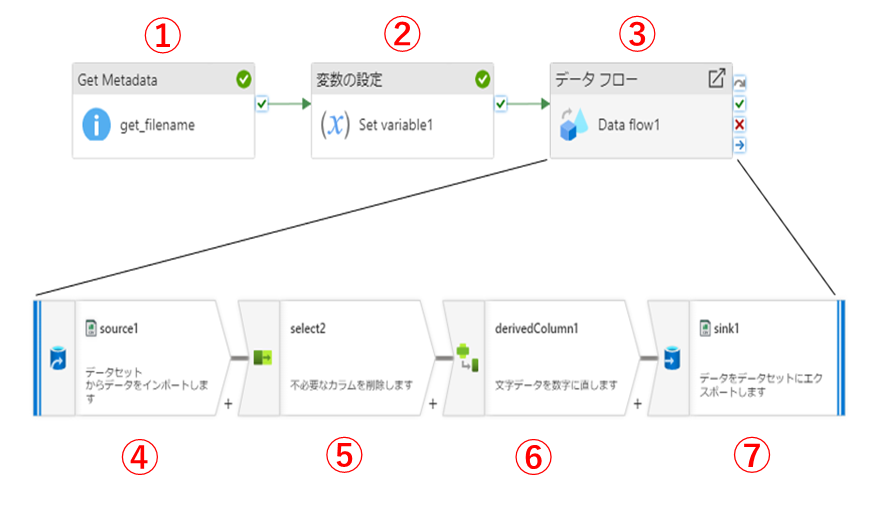 ① ② ③
Get Metadata
get_filename
変数の設定
(x) Set variable1
データ フロー
Data flow1
source1
データセット
からデータをインポートしま
す
+
select2
不必要なカラムを削除します
+
derivedColumn1
文字データを数字に直します
+
sink1
データをデータセットにエク
スポートします
④ ⑤ ⑥ ⑦